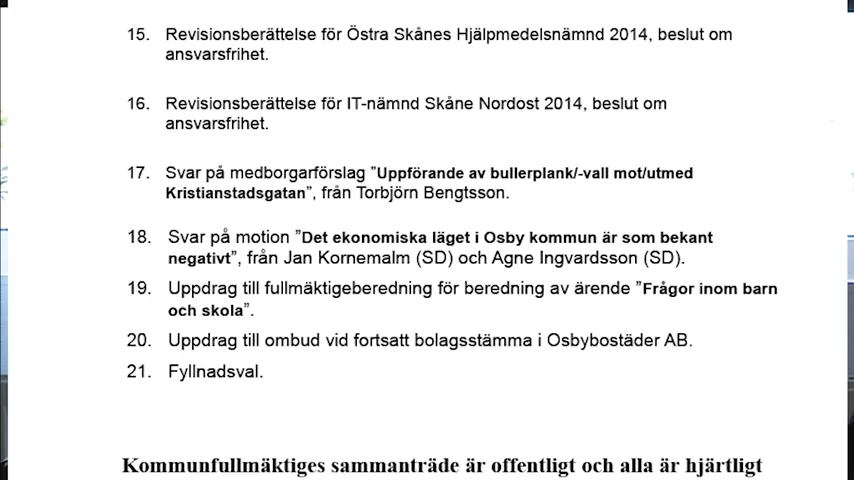 15. Revisionsberättelse för Östra Skånes Hjälpmedelsnämnd 2014, beslut om
ansvarsfrihet.
16. Revisionsberättelse för IT-nämnd Skåne Nordost 2014, beslut om
ansvarsfrihet.
17. Svar på medborgarförslag ”Uppförande av bullerplank/-vall mot/utmed
Kristianstadsgatan”, från Torbjörn Bengtsson.
18. Svar på motion ”Det ekonomiska läget i Osby kommun är som bekant
negativt”, från Jan Kornemalm (SD) och Agne Ingvardsson (SD).
19. Uppdrag till fullmäktigeberedning för beredning av ärende ”Frågor inom barn
och skola”.
20. Uppdrag till ombud vid fortsatt bolagsstämma i Osbybostäder AB.
21. Fyllnadsval.
Kommunfullmäktiges sammanträde är offentligt och alla är hjärtligt